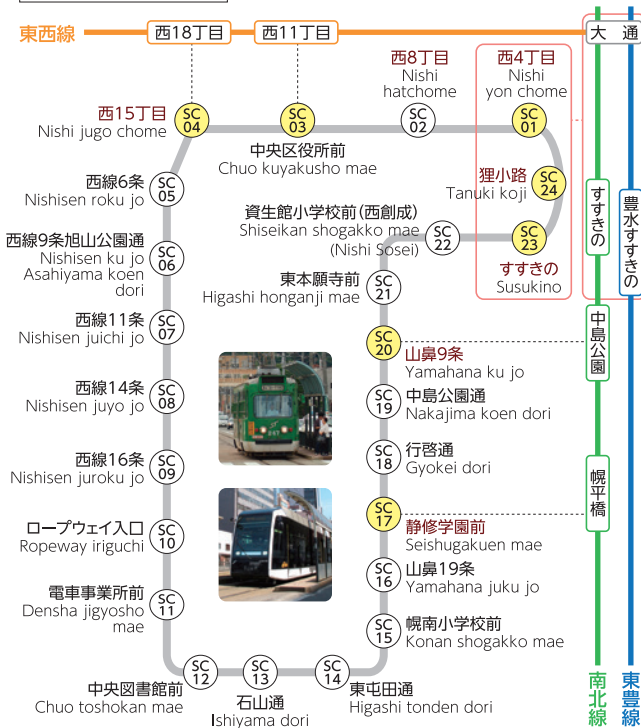 東西線
西18丁目
西11丁目
大通
西15丁目
Nishi jugo chome
SC
04
SC
03
中央区役所前
Chuo kuyakusho mae
西8丁目
Nishi
hatchome
SC
02
西4丁目
Nishi
yon chome
SC
01
狸小路
Tanuki koji
SC
24
すすきの
Susukino
SC
23
資生館小学校前(西創成)
Shiseikan shogakko mae
(Nishi Sosei)
SC
22
東本願寺前
Higashi honganji mae
SC
21
SC
20
山鼻9条
Yamahana ku jo
SC
19
中島公園通
Nakajima koen dori
SC
18
行啓通
Gyokei dori
SC
17
静修学園前
Seishugakuen mae
SC
16
山鼻19条
Yamahana juku jo
SC
15
幌南小学校前
Konan shogakko mae
SC
14
東屯田通
Higashi tonden dori
SC
13
石山通
Ishiyama dori
SC
12
中央図書館前
Chuo toshokan mae
電車事業所前
Densha jigyosho
mae
SC
11
ロープウェイ入口
Ropeway iriguchi
SC
10
西線16条
Nishisen juroku jo
SC
09
西線14条
Nishisen juyo jo
SC
08
西線11条
Nishisen juichi jo
SC
07
西線9条旭山公園通
Nishisen ku jo
Asahiyama koen
dori
SC
06
西線6条
Nishisen roku jo
SC
05
すすきの
豊水すすきの
中島公園
幌平橋
南北線
東豊線